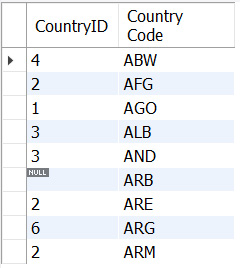 CountryID Country
Code
4 ABW
2 AFG
1 AGO
3 ALB
3 AND
NULL ARB
2 ARE
6 ARG
2 ARM